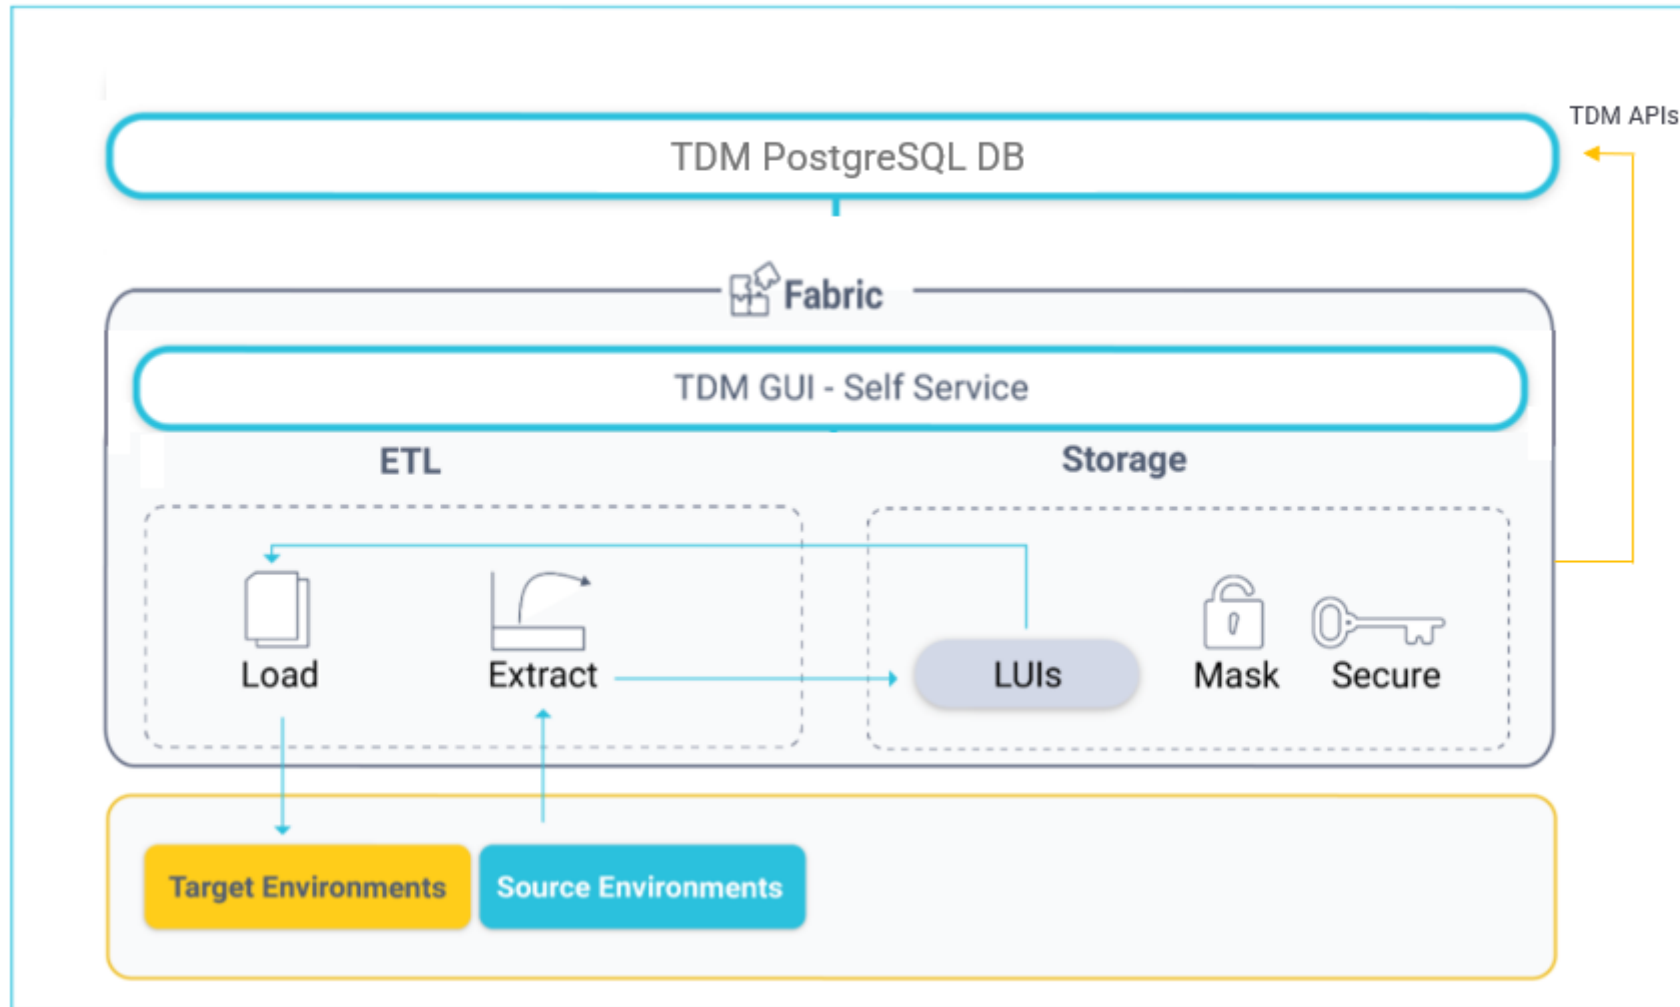 TDM APIs
TDM PostgreSQL DB
Fabric
TDM GUI - Self Service
ETL
Storage
Load
Extract
LUIs
Mask
Secure
Target Environments
Source Environments